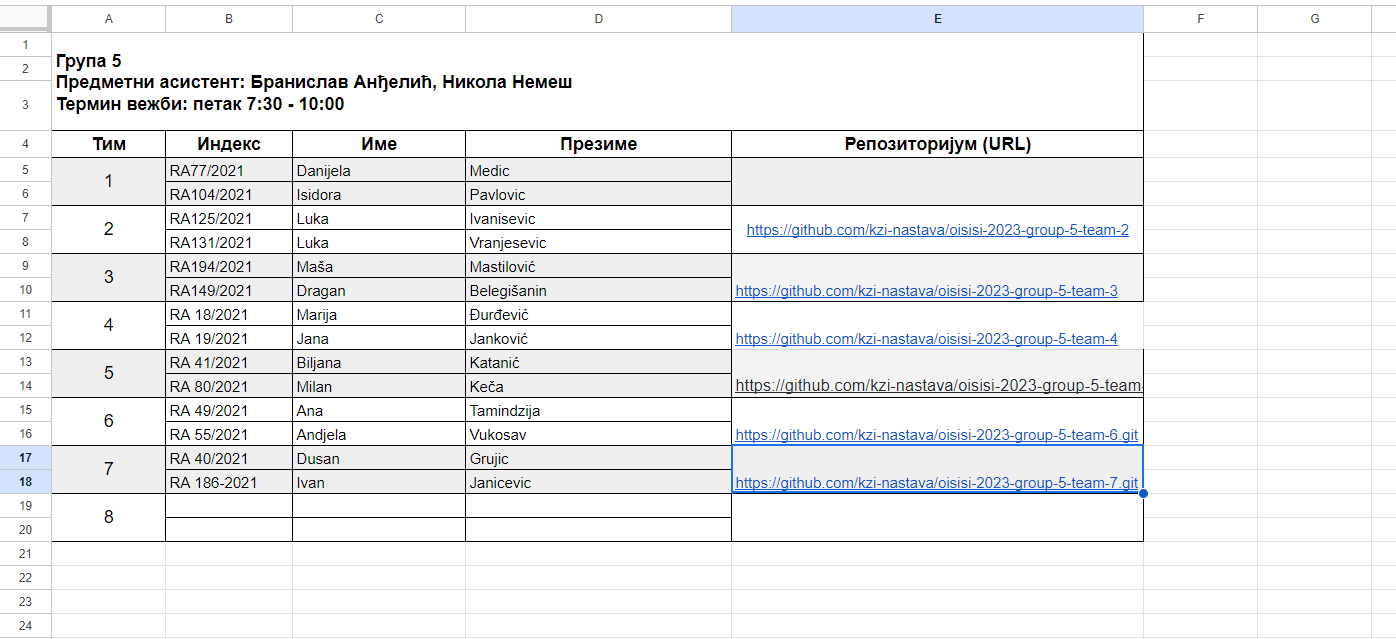 A B C D E F G
1
2
3
Група 5
Предметни асистент: Бранислав Анђелић, Никола Немеш
Термин вежби: петак 7:30 - 10:00
4 Тим Индекс Име Презиме Репозиторијум (URL)
5 1 RA77/2021 Danijela Medic
6 RA104/2021 Isidora Pavlovic
7 2 RA125/2021 Luka Ivanisevic https://github.com/kzi-nastava/oisisi-2023-group-5-team-2
8 RA131/2021 Luka Vranjesevic
9 3 RA194/2021 Maša Mastilović
10 RA149/2021 Dragan Belegišanin https://github.com/kzi-nastava/oisisi-2023-group-5-team-3
11 4 RA 18/2021 Marija Đurđević
12 RA 19/2021 Jana Janković https://github.com/kzi-nastava/oisisi-2023-group-5-team-4
13 5 RA 41/2021 Biljana Katanić
14 RA 80/2021 Milan Keča https://github.com/kzi-nastava/oisisi-2023-group-5-team-
15 6 RA 49/2021 Ana Tamindzija
16 RA 55/2021 Andjela Vukosav https://github.com/kzi-nastava/oisisi-2023-group-5-team-6.git
17 7 RA 40/2021 Dusan Grujic
18 RA 186-2021 Ivan Janicevic https://github.com/kzi-nastava/oisisi-2023-group-5-team-7.git
19 8
20
21
22
23
24